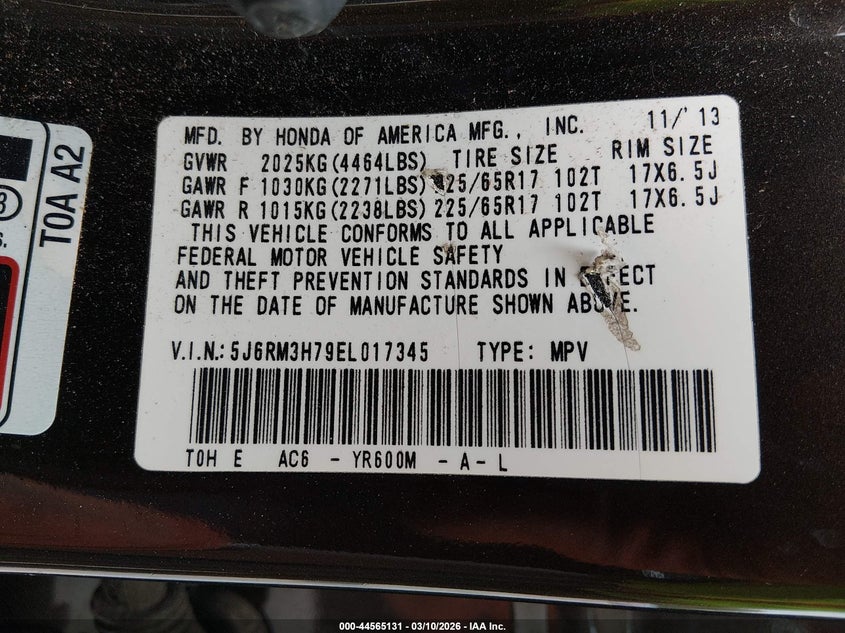 MFD. BY HONDA OF AMERICA MFG., INC. 11/'13
GVWR 2025KG(4464LBS) TIRE SIZE RIM SIZE
GAWR F 1030KG(2271LBS) 25/65R17 102T 17X6.5J
GAWR R 1015KG(2238LBS) 225/65R17 102T 17X6.5J
THIS VEHICLE CONFORMS TO ALL APPLICABLE
FEDERAL MOTOR VEHICLE SAFETY
AND THEFT PREVENTION STANDARDS IN EFFECT
ON THE DATE OF MANUFACTURE SHOWN ABOVE.
V.I.N.:5J6RM3H79EL017345 TYPE: MPV
T0H E AC6 - YR600M - A - L
T0A A2
000-44565131 - 03/10/2026 - IAA Inc.